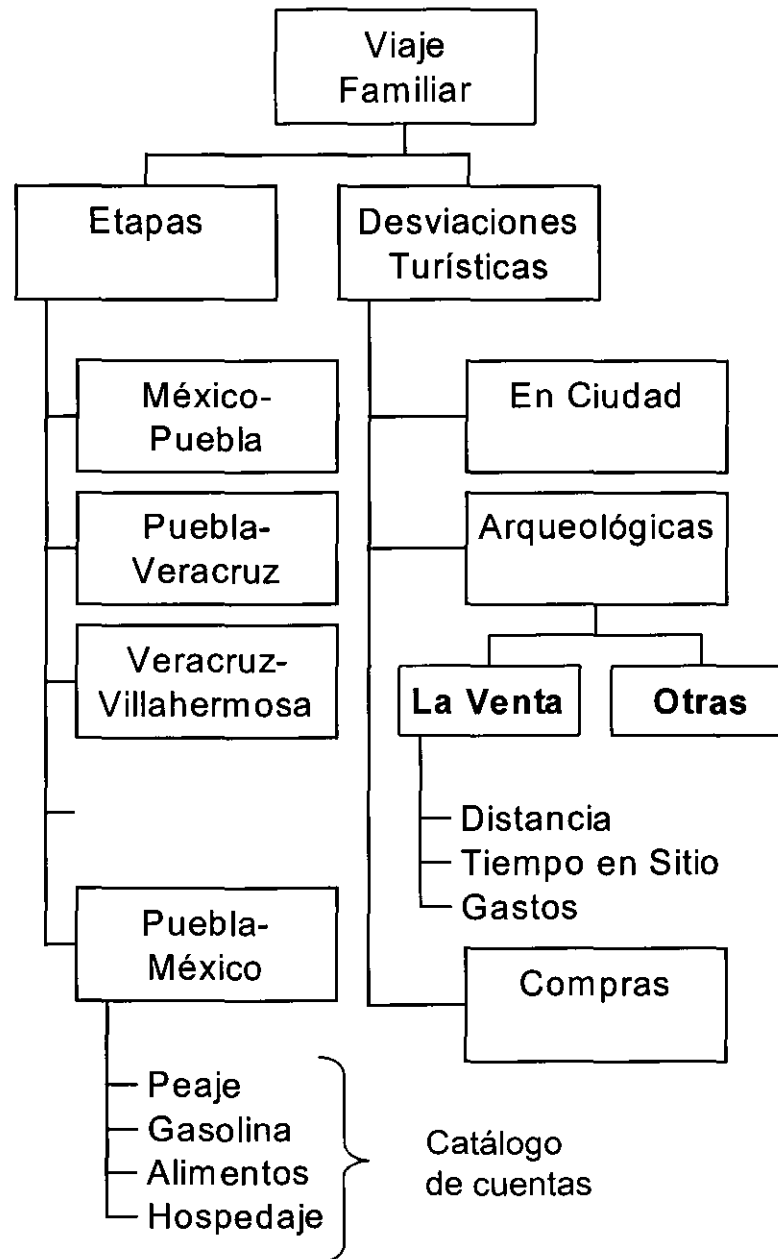 Viaje
Familiar
Etapas
Desviaciones
Turísticas
México-
Puebla
Puebla-
Veracruz
Veracruz-
Villahermosa
Puebla-
México
Peaje
Gasolina
Alimentos
Hospedaje
Catálogo
de cuentas
En Ciudad
Arqueológicas
La Venta
Otras
Distancia
Tiempo en Sitio
Gastos
Compras